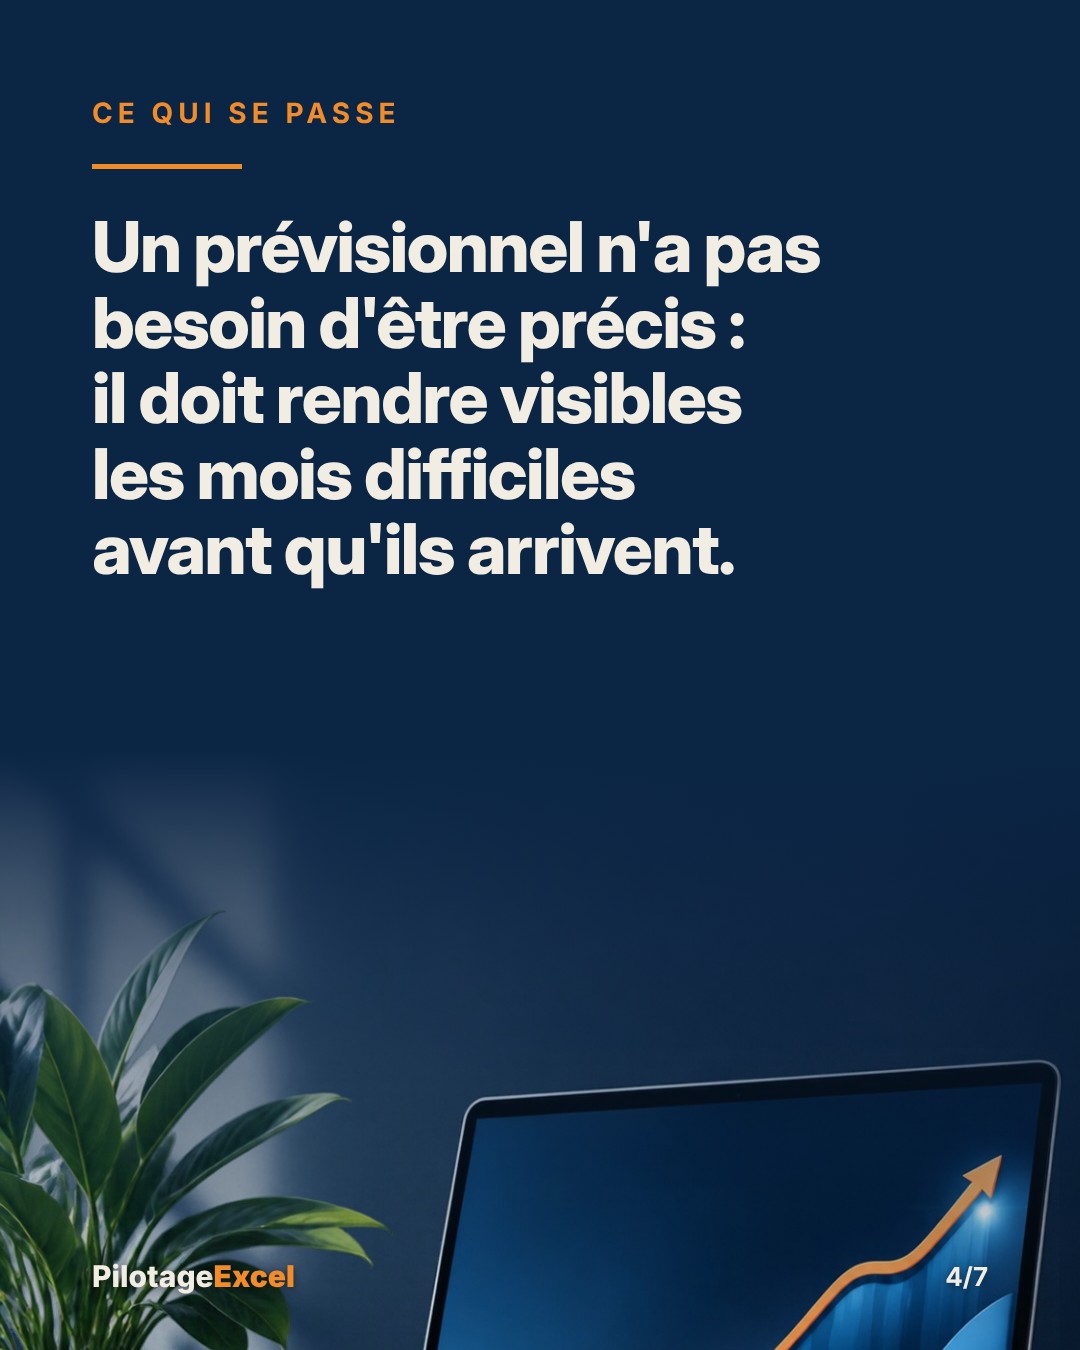 CE QUI SE PASSE
Un prévisionnel n'a pas
besoin d'être précis :
il doit rendre visibles
les mois difficiles
avant qu'ils arrivent.
PilotageExcel
4/7